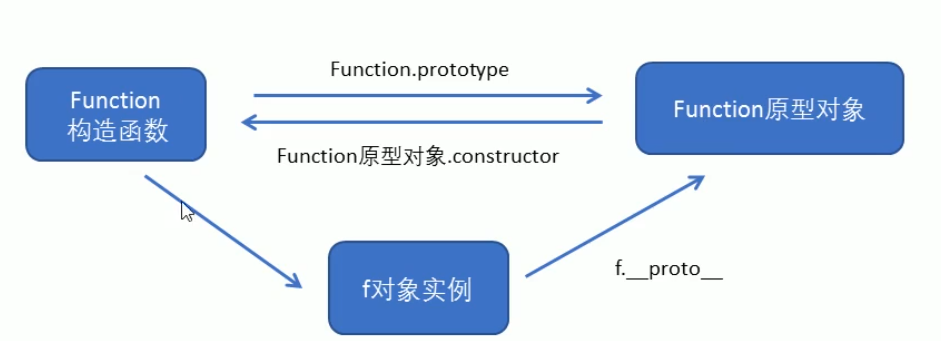 Function.prototype
Function
构造函数
Function原型对象
Function原型对象.constructor
f对象实例
f.__proto__